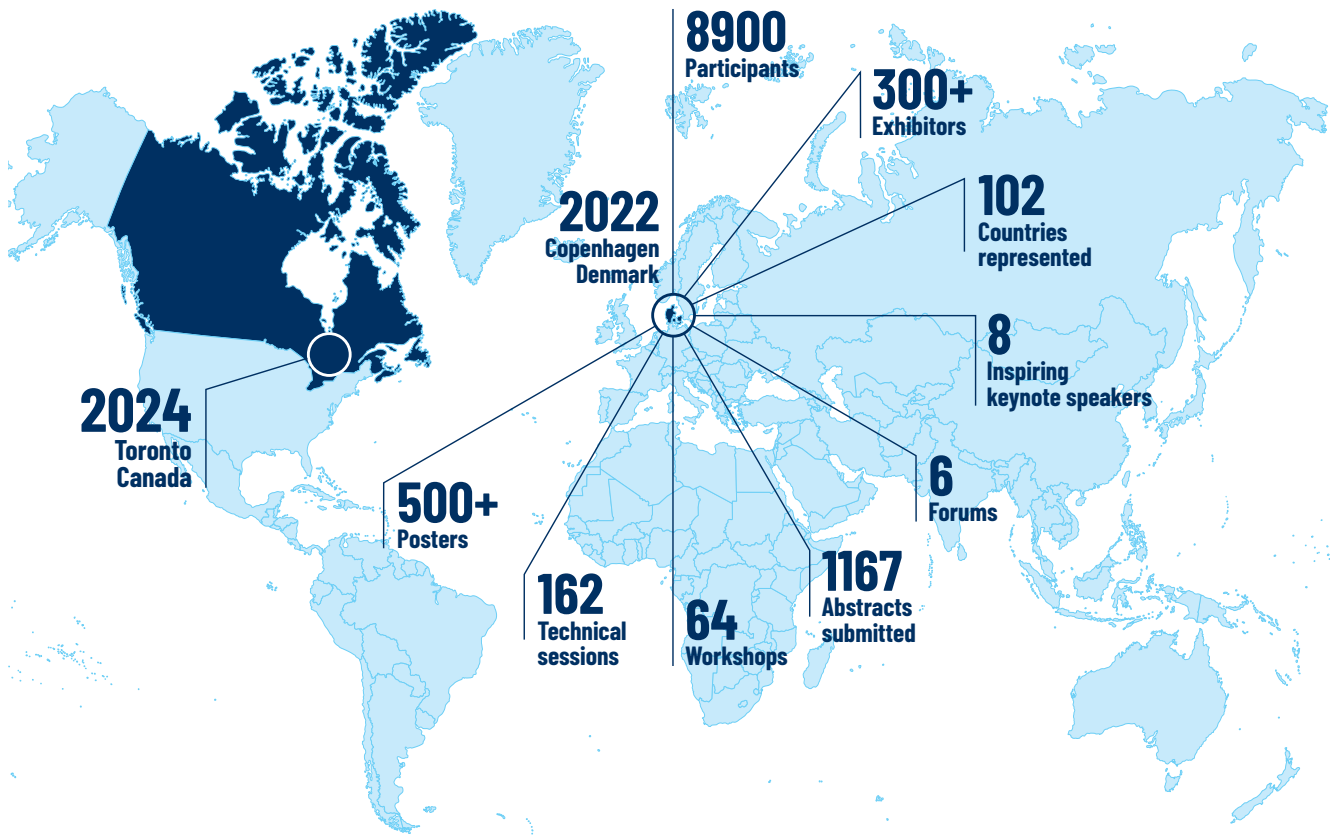 8900
Participants
300+
Exhibitors
102
Countries
represented
2022
Copenhagen
Denmark
8
Inspiring
keynote speakers
2024
Toronto
Canada
6
Forums
500+
Posters
1167
Abstracts
submitted
162
Technical
sessions
64
Workshops